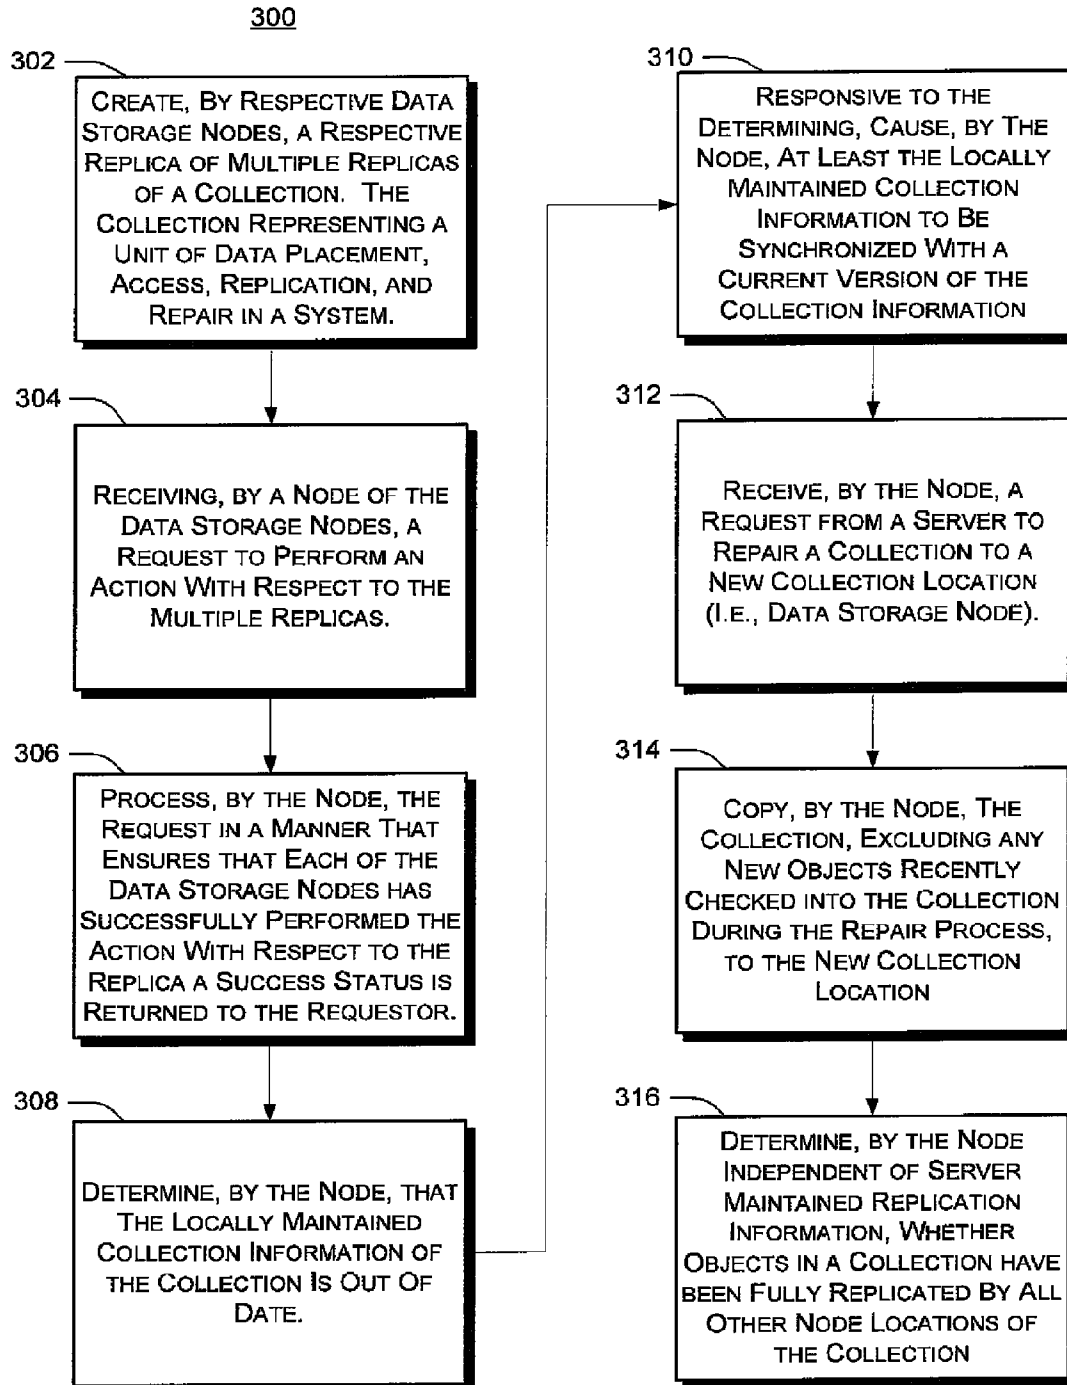 300
302
CREATE, BY RESPECTIVE DATA
STORAGE NODES, A RESPECTIVE
REPLICA OF MULTIPLE REPLICAS
OF A COLLECTION. THE
COLLECTION REPRESENTING A
UNIT OF DATA PLACEMENT,
ACCESS, REPLICATION, AND
REPAIR IN A SYSTEM.
304
RECEIVING, BY A NODE OF THE
DATA STORAGE NODES, A
REQUEST TO PERFORM AN
ACTION WITH RESPECT TO THE
MULTIPLE REPLICAS.
306
PROCESS, BY THE NODE, THE
REQUEST IN A MANNER THAT
ENSURES THAT EACH OF THE
DATA STORAGE NODES HAS
SUCCESSFULLY PERFORMED THE
ACTION WITH RESPECT TO THE
REPLICA A SUCCESS STATUS IS
RETURNED TO THE REQUESTOR.
308
DETERMINE, BY THE NODE, THAT
THE LOCALLY MAINTAINED
COLLECTION INFORMATION OF
THE COLLECTION IS OUT OF
DATE.
310
RESPONSIVE TO THE
DETERMINING, CAUSE, BY THE
NODE, AT LEAST THE LOCALLY
MAINTAINED COLLECTION
INFORMATION TO BE
SYNCHRONIZED WITH A
CURRENT VERSION OF THE
COLLECTION INFORMATION
312
RECEIVE, BY THE NODE, A
REQUEST FROM A SERVER TO
REPAIR A COLLECTION TO A
NEW COLLECTION LOCATION
(I.E., DATA STORAGE NODE).
314
COPY, BY THE NODE, THE
COLLECTION, EXCLUDING ANY
NEW OBJECTS RECENTLY
CHECKED INTO THE COLLECTION
DURING THE REPAIR PROCESS,
TO THE NEW COLLECTION
LOCATION
316
DETERMINE, BY THE NODE
INDEPENDENT OF SERVER
MAINTAINED REPLICATION
INFORMATION, WHETHER
OBJECTS IN A COLLECTION HAVE
BEEN FULLY REPLICATED BY ALL
OTHER NODE LOCATIONS OF
THE COLLECTION